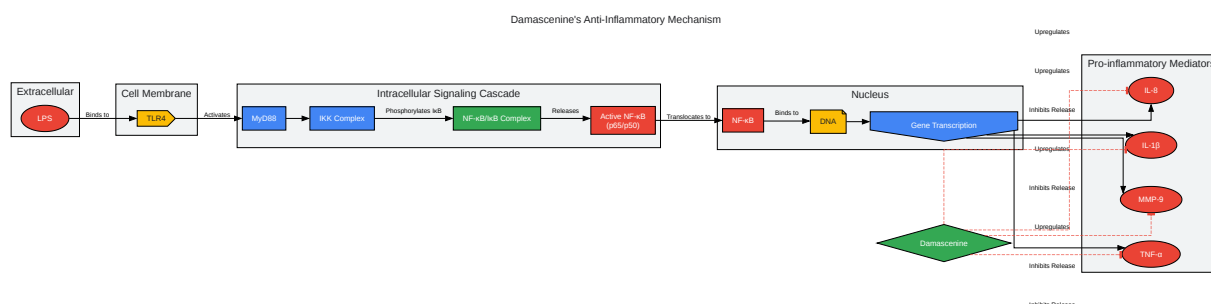 Damascenine's Anti-Inflammatory Mechanism
Extracellular
LPS
Binds to
Cell Membrane
TLR4
Activates
Intracellular Signaling Cascade
MyD88
IKK Complex
Phosphorylates IκB
NF-κB/IκB Complex
Releases
Active NF-κB
(p65/p50)
Translocates to
Nucleus
NF-κB
Binds to
DNA
Gene Transcription
Damascenine
Upregulates
Upregulates
Inhibits Release
Upregulates
Inhibits Release
Upregulates
Inhibits Release
Inhibits Release
Pro-inflammatory Mediators
IL-8
IL-1β
MMP-9
TNF-α